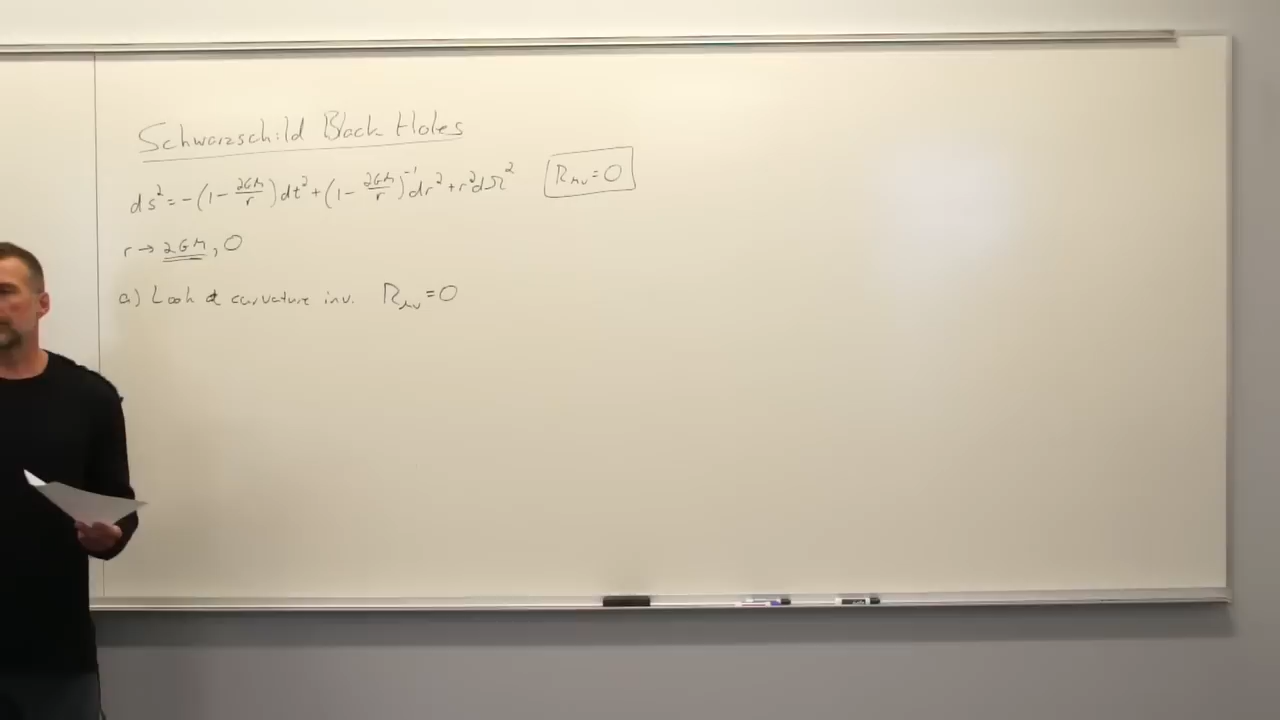 Schwarzschild Black Holes
ds² = -(1 - 2GM/r)dt² + (1 - 2GM/r)⁻¹dr² + r²dΩ² Rμν = 0
r → 2GM, 0
a) Look @ curvature inv. Rμν = 0